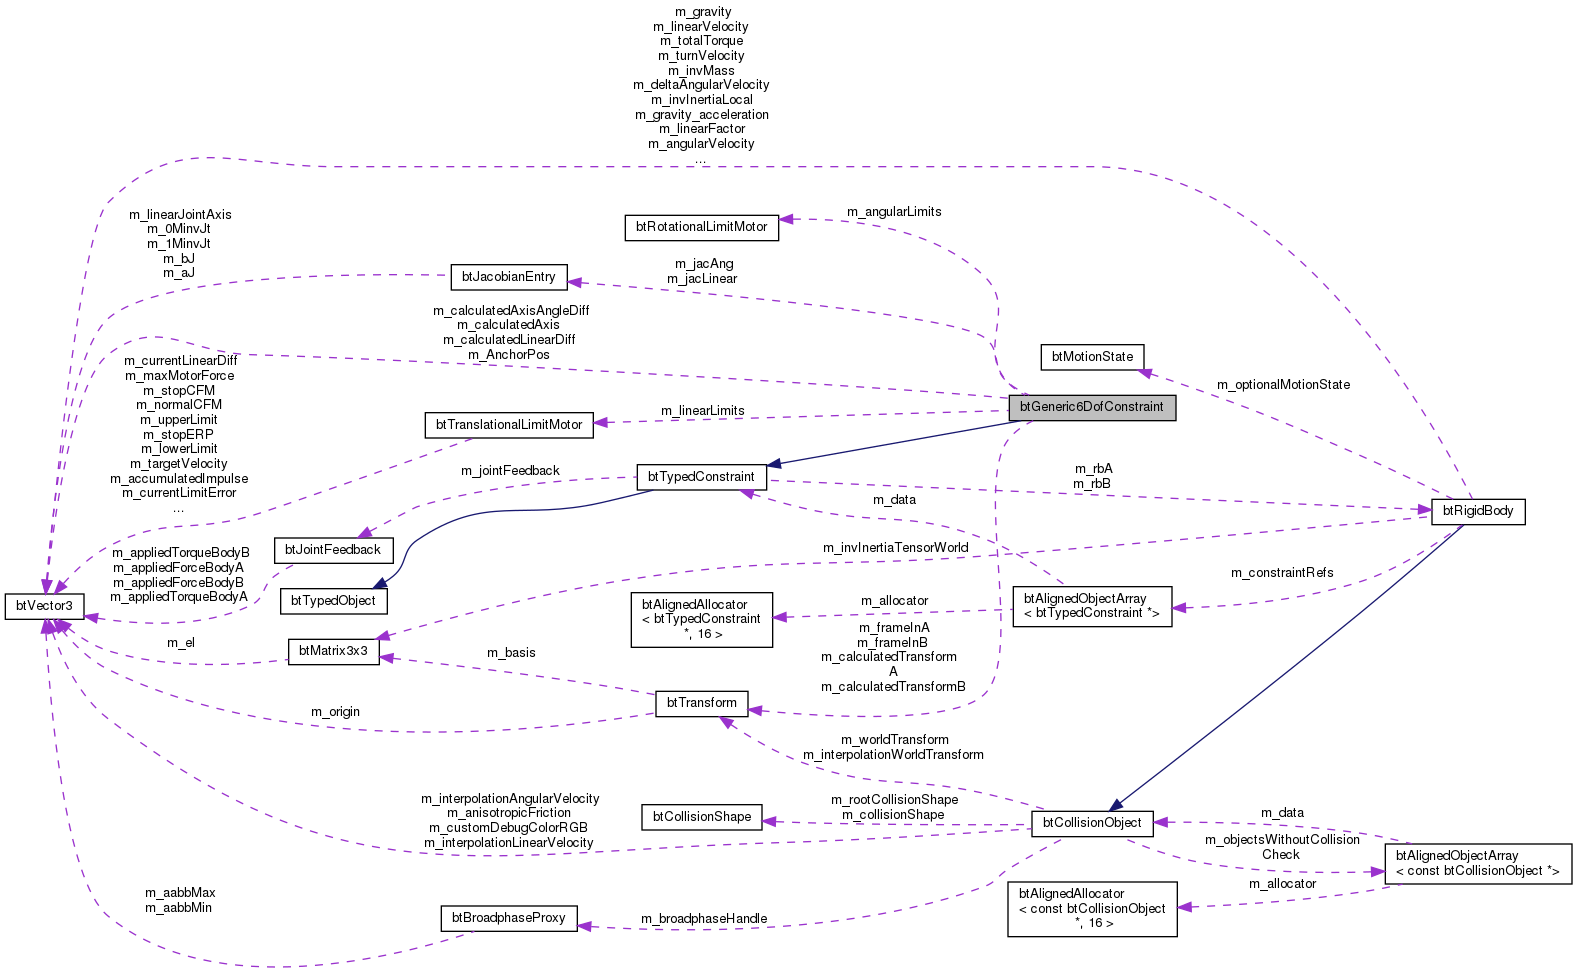 m_gravity
m_linearVelocity
m_totalTorque
m_turnVelocity
m_invMass
m_deltaAngularVelocity
m_invInertiaLocal
m_gravity_acceleration
m_linearFactor
m_angularVelocity
...
m_linearJointAxis
m_0MinvJt
m_1MinvJt
m_bJ
m_aJ
btRotationalLimitMotor
m_angularLimits
btJacobianEntry
m_jacAng
m_jacLinear
m_calculatedAxisAngleDiff
m_calculatedAxis
m_calculatedLinearDiff
m_AnchorPos
btMotionState
m_optionalMotionState
btGeneric6DofConstraint
m_currentLinearDiff
m_maxMotorForce
m_stopCFM
m_normalCFM
m_upperLimit
m_stopERP
m_lowerLimit
m_targetVelocity
m_accumulatedImpulse
m_currentLimitError
...
btTranslationalLimitMotor
m_linearLimits
m_jointFeedback
btTypedConstraint
m_rbA
m_rbB
m_data
btRigidBody
btJointFeedback
m_invInertiaTensorWorld
m_appliedTorqueBodyB
m_appliedForceBodyA
m_appliedForceBodyB
m_appliedTorqueBodyA
m_constraintRefs
btVector3
btTypedObject
btAlignedAllocator
< btTypedConstraint
*, 16 >
m_allocator
btAlignedObjectArray
< btTypedConstraint *>
m_el
btMatrix3x3
m_basis
m_frameInA
m_frameInB
m_calculatedTransform
A
m_calculatedTransformB
m_origin
btTransform
m_worldTransform
m_interpolationWorldTransform
m_interpolationAngularVelocity
m_anisotropicFriction
m_customDebugColorRGB
m_interpolationLinearVelocity
btCollisionShape
m_rootCollisionShape
m_collisionShape
btCollisionObject
m_data
m_objectsWithoutCollision
Check
btAlignedObjectArray
< const btCollisionObject *>
m_allocator
btAlignedAllocator
< const btCollisionObject
*, 16 >
m_aabbMax
m_aabbMin
btBroadphaseProxy
m_broadphaseHandle